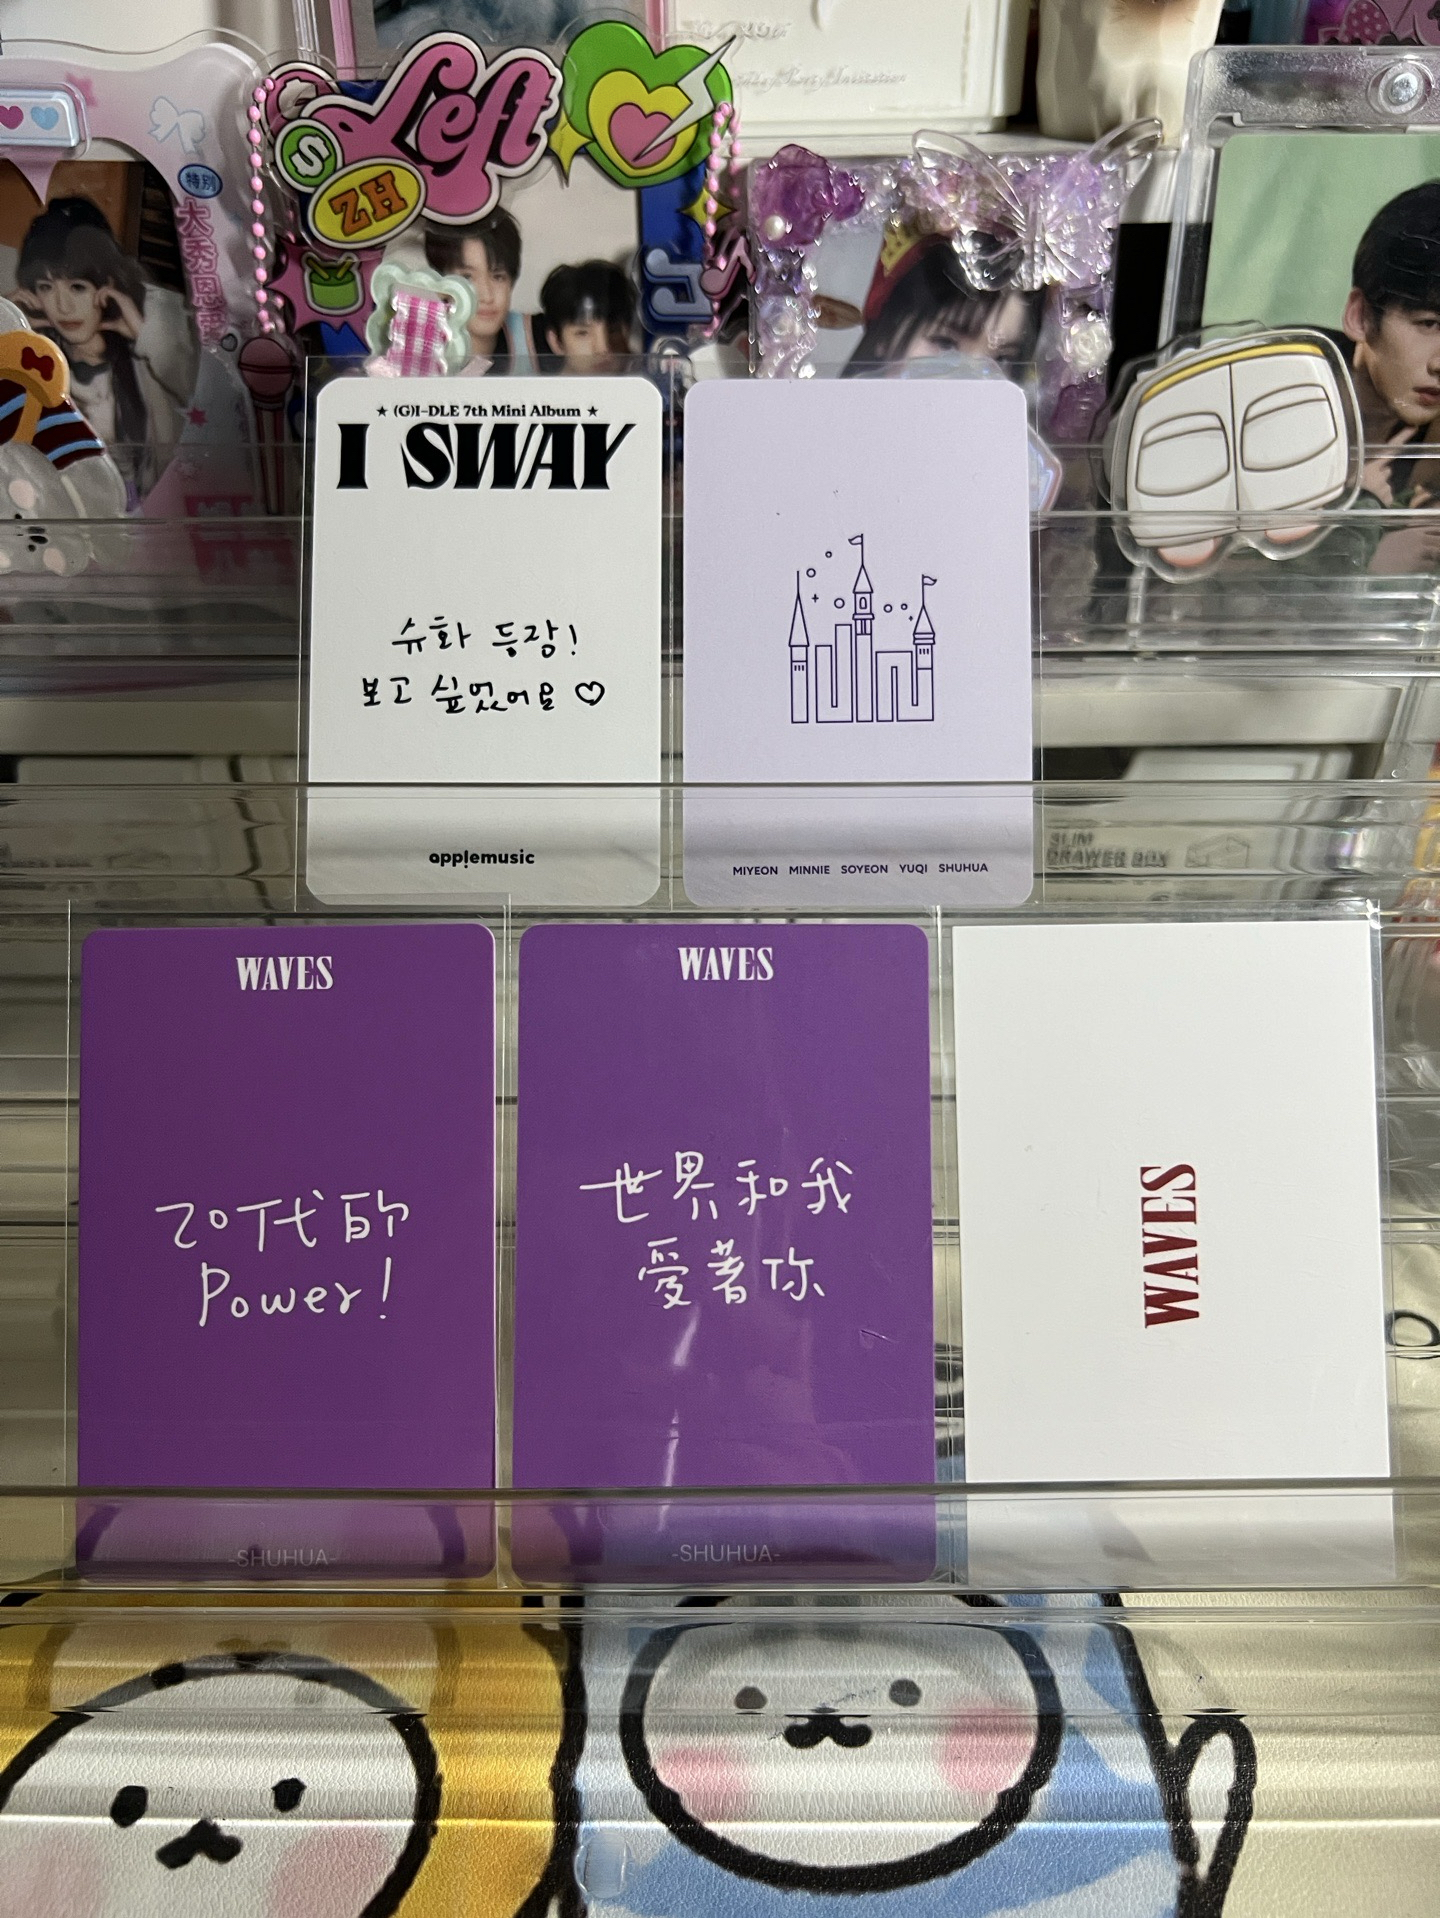 Left
S
ZH
特别
大秀恩爱
★ (G)I-DLE 7th Mini Album ★
I SWAY
슈화 등장!
보고 싶었어요♡
applemusic
MIYEON MINNIE SOYEON YUQI SHUHUA
SLIM
DRAWER BOX
WAVES
20代的
Power!
-SHUHUA-
WAVES
世界和我
愛著你
-SHUHUA-
WAVES